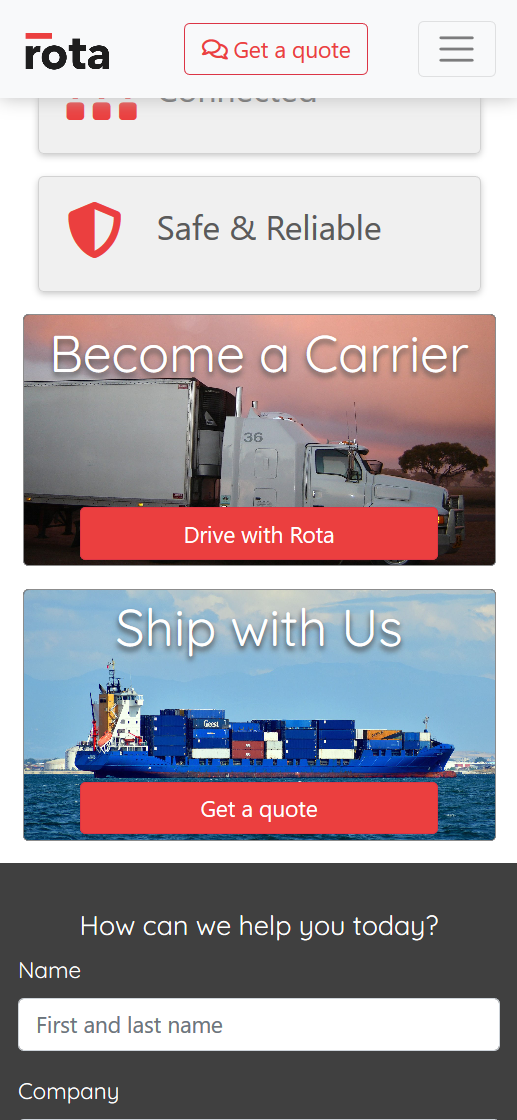 rota
Get a quote
Connected
Safe & Reliable
Become a Carrier
36
Drive with Rota
Ship with Us
Geest
Get a quote
How can we help you today?
Name
First and last name
Company